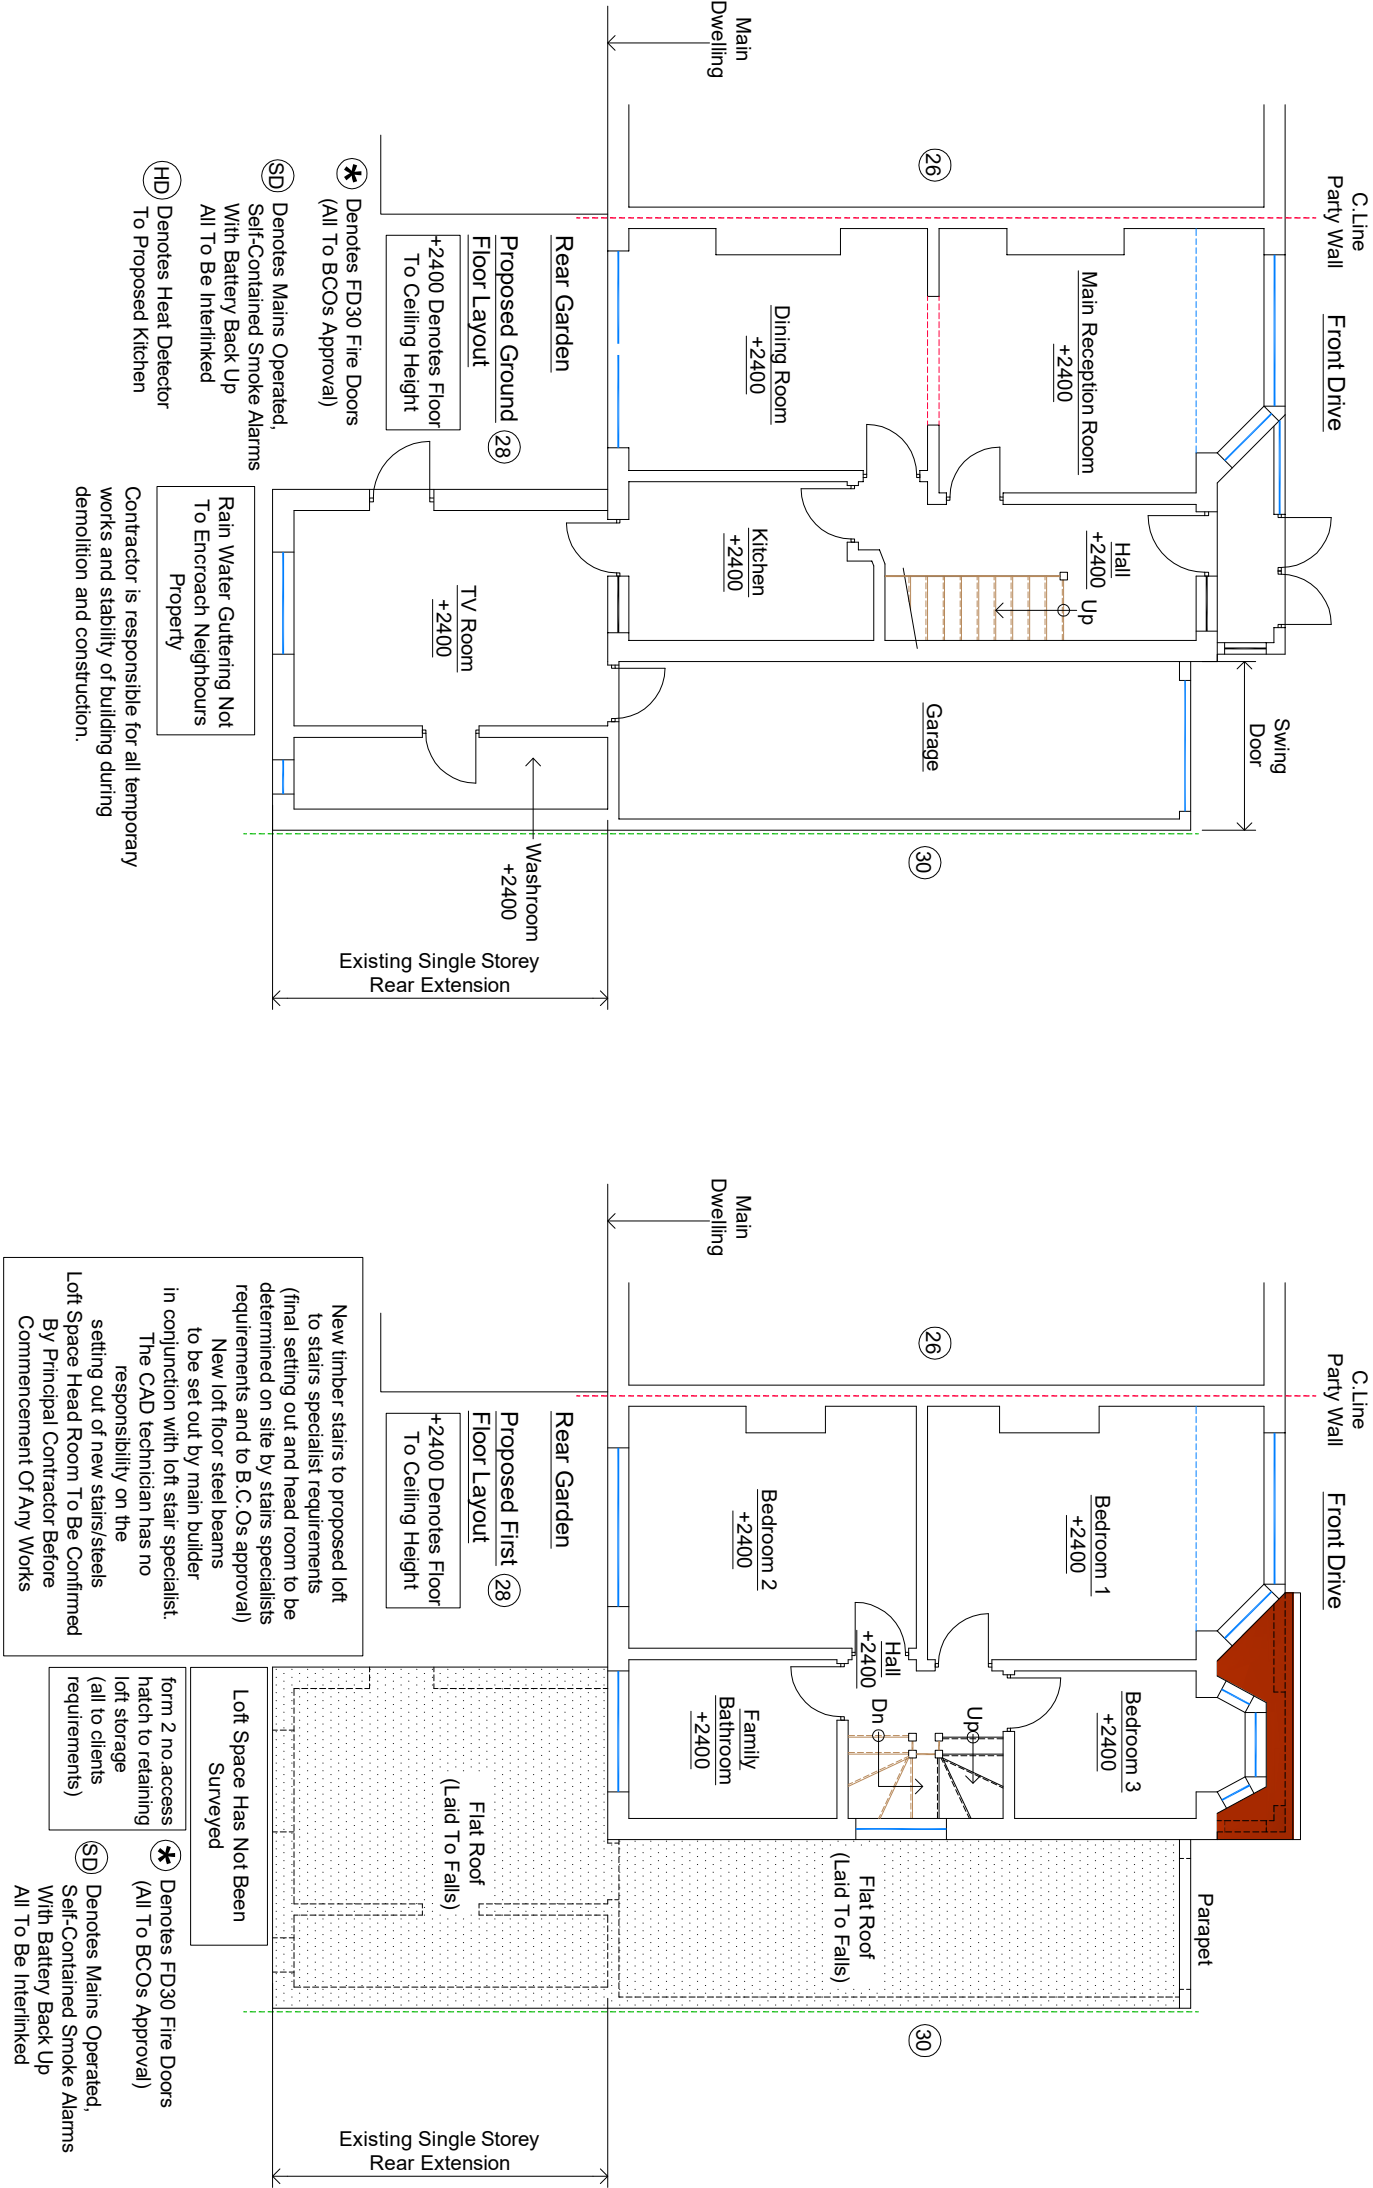 C.Line
Party Wall
Front Drive
Main
Dwelling
26
Main Reception Room
+2400
Dining Room
+2400
Hall
+2400
Up
Kitchen
+2400
TV Room
+2400
Garage
Swing
Door
30
Washroom
+2400
Existing Single Storey
Rear Extension
Rear Garden
Proposed Ground
Floor Layout
28
+2400 Denotes Floor
To Ceiling Height
* Denotes FD30 Fire Doors
(All To BCOs Approval)
SD Denotes Mains Operated,
Self-Contained Smoke Alarms
With Battery Back Up
All To Be Interlinked
HD Denotes Heat Detector
To Proposed Kitchen
Rain Water Guttering Not
To Encroach Neighbours
Property
Contractor is responsible for all temporary
works and stability of building during
demolition and construction.
C.Line
Party Wall
Front Drive
Main
Dwelling
26
Bedroom 1
+2400
Bedroom 2
+2400
Bedroom 3
+2400
Hall
+2400
Up
Dn
Family
Bathroom
+2400
Flat Roof
(Laid To Falls)
Flat Roof
(Laid To Falls)
Parapet
30
Existing Single Storey
Rear Extension
Rear Garden
Proposed First
Floor Layout
28
+2400 Denotes Floor
To Ceiling Height
New timber stairs to proposed loft
to stairs specialist requirements
(final setting out and head room to be
determined on site by stairs specialists
requirements and to B.C.Os approval)
New loft floor steel beams
to be set out by main builder
in conjunction with loft stair specialist.
The CAD technician has no
responsibility on the
setting out of new stairs/steels
Loft Space Head Room To Be Confirmed
By Principal Contractor Before
Commencement Of Any Works
Loft Space Has Not Been
Surveyed
form 2 no.access
hatch to retaining
loft storage
(all to clients
requirements)
* Denotes FD30 Fire Doors
(All To BCOs Approval)
SD Denotes Mains Operated,
Self-Contained Smoke Alarms
With Battery Back Up
All To Be Interlinked